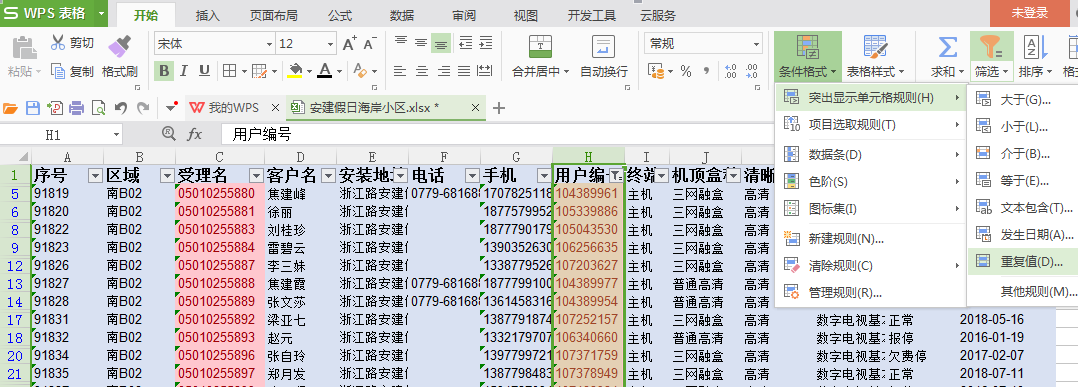 S WPS 表格 开始 插入 页面布局 公式 数据 审阅 视图 开发工具 云服务 未登录
粘贴 剪切 复制 格式刷 宋体 12 B I U A 合并居中 自动换行 常规 % 条件格式 表格样式 求和 筛选 排序
我的WPS 安建假日海岸小区.xlsx *
H1 fx 用户编号
突出显示单元格规则(H)
项目选取规则(T)
数据条(D)
色阶(S)
图标集(I)
新建规则(N)...
清除规则(C)
管理规则(R)...
大于(G)...
小于(L)...
介于(B)...
等于(E)...
文本包含(T)...
发生日期(A)...
重复值(D)...
其他规则(M)...
A B C D E F G H I J
1 序号 区域 受理名 客户名 安装地 电话 手机 用户编 终端 机顶盒 清晰
5 91819 南B02 05010255880 焦建峰 浙江路安建 0779-68168 1707825118 104389961 主机 三网融盒 高清
6 91820 南B02 05010255881 徐丽 浙江路安建 1877579952 105339886 主机 三网融盒 高清
8 91822 南B02 05010255883 刘桂珍 浙江路安建 1877790179 105043530 主机 三网融盒 高清
9 91823 南B02 05010255884 雷碧云 浙江路安建 1390352630 106256635 主机 三网融盒 高清
12 91826 南B02 05010255887 李三妹 浙江路安建 1338779526 107203627 主机 三网融盒 高清
13 91827 南B02 05010255888 焦建霞 浙江路安建 0779-68168 1877799100 104389977 主机 普通高清 高清
14 91828 南B02 05010255889 张文莎 浙江路安建 0779-68168 1361458310 104389954 主机 普通高清 高清
17 91831 南B02 05010255892 梁亚七 浙江路安建 1387791874 107252157 主机 三网融盒 高清 数字电视基 正常 2018-05-16
18 91832 南B02 05010255893 赵元 浙江路安建 1332179707 106340660 主机 普通高清 高清 数字电视基 报停 2016-01-19
20 91834 南B02 05010255896 张自玲 浙江路安建 1397799721 107371759 主机 三网融盒 高清 数字电视基 欠费停 2017-02-07
21 91835 南B02 05010255897 郑月发 浙江路安建 1387798483 107378949 主机 三网融盒 高清 数字电视基 正常 2018-07-11